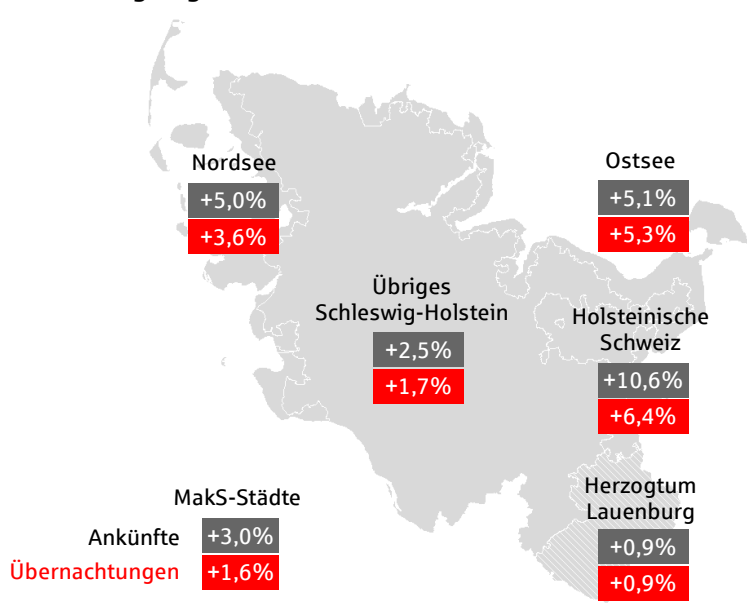 Nordsee
+5,0%
+3,6%
Ostsee
+5,1%
+5,3%
Übriges
Schleswig-Holstein
+2,5%
+1,7%
Holsteinische
Schweiz
+10,6%
+6,4%
MakS-Städte
Ankünfte +3,0%
Übernachtungen +1,6%
Herzogtum
Lauenburg
+0,9%
+0,9%